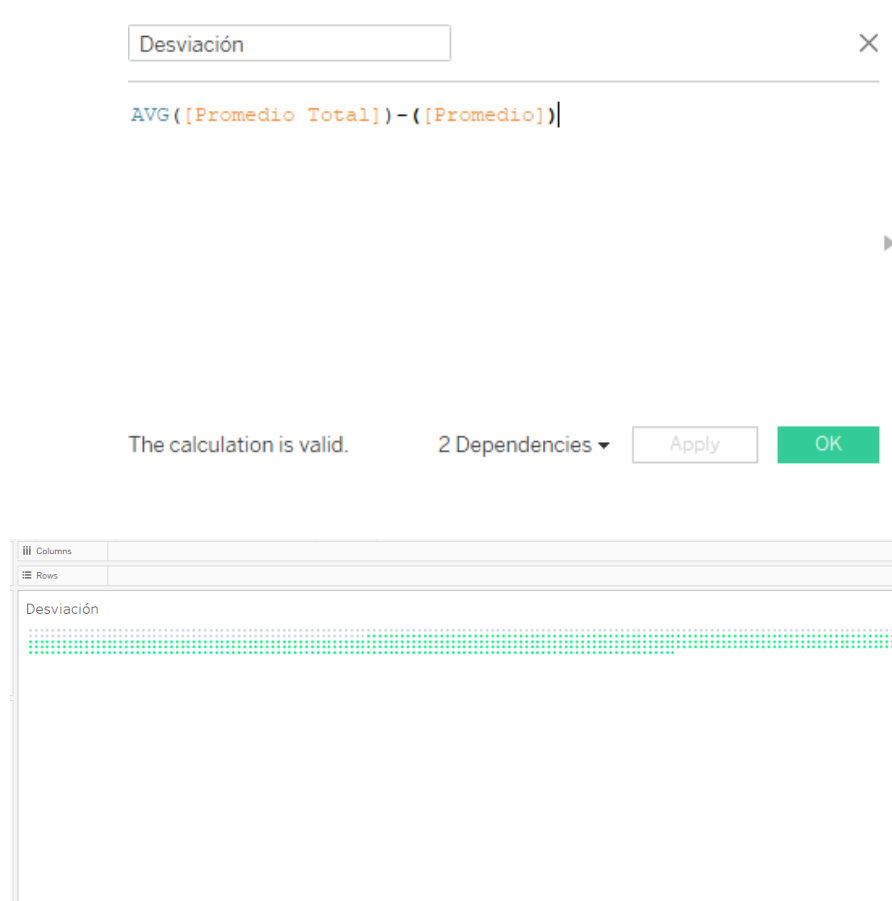 Desviación
AVG([Promedio Total])-([Promedio])
The calculation is valid. 2 Dependencies Apply OK
Columns
Rows
Desviación